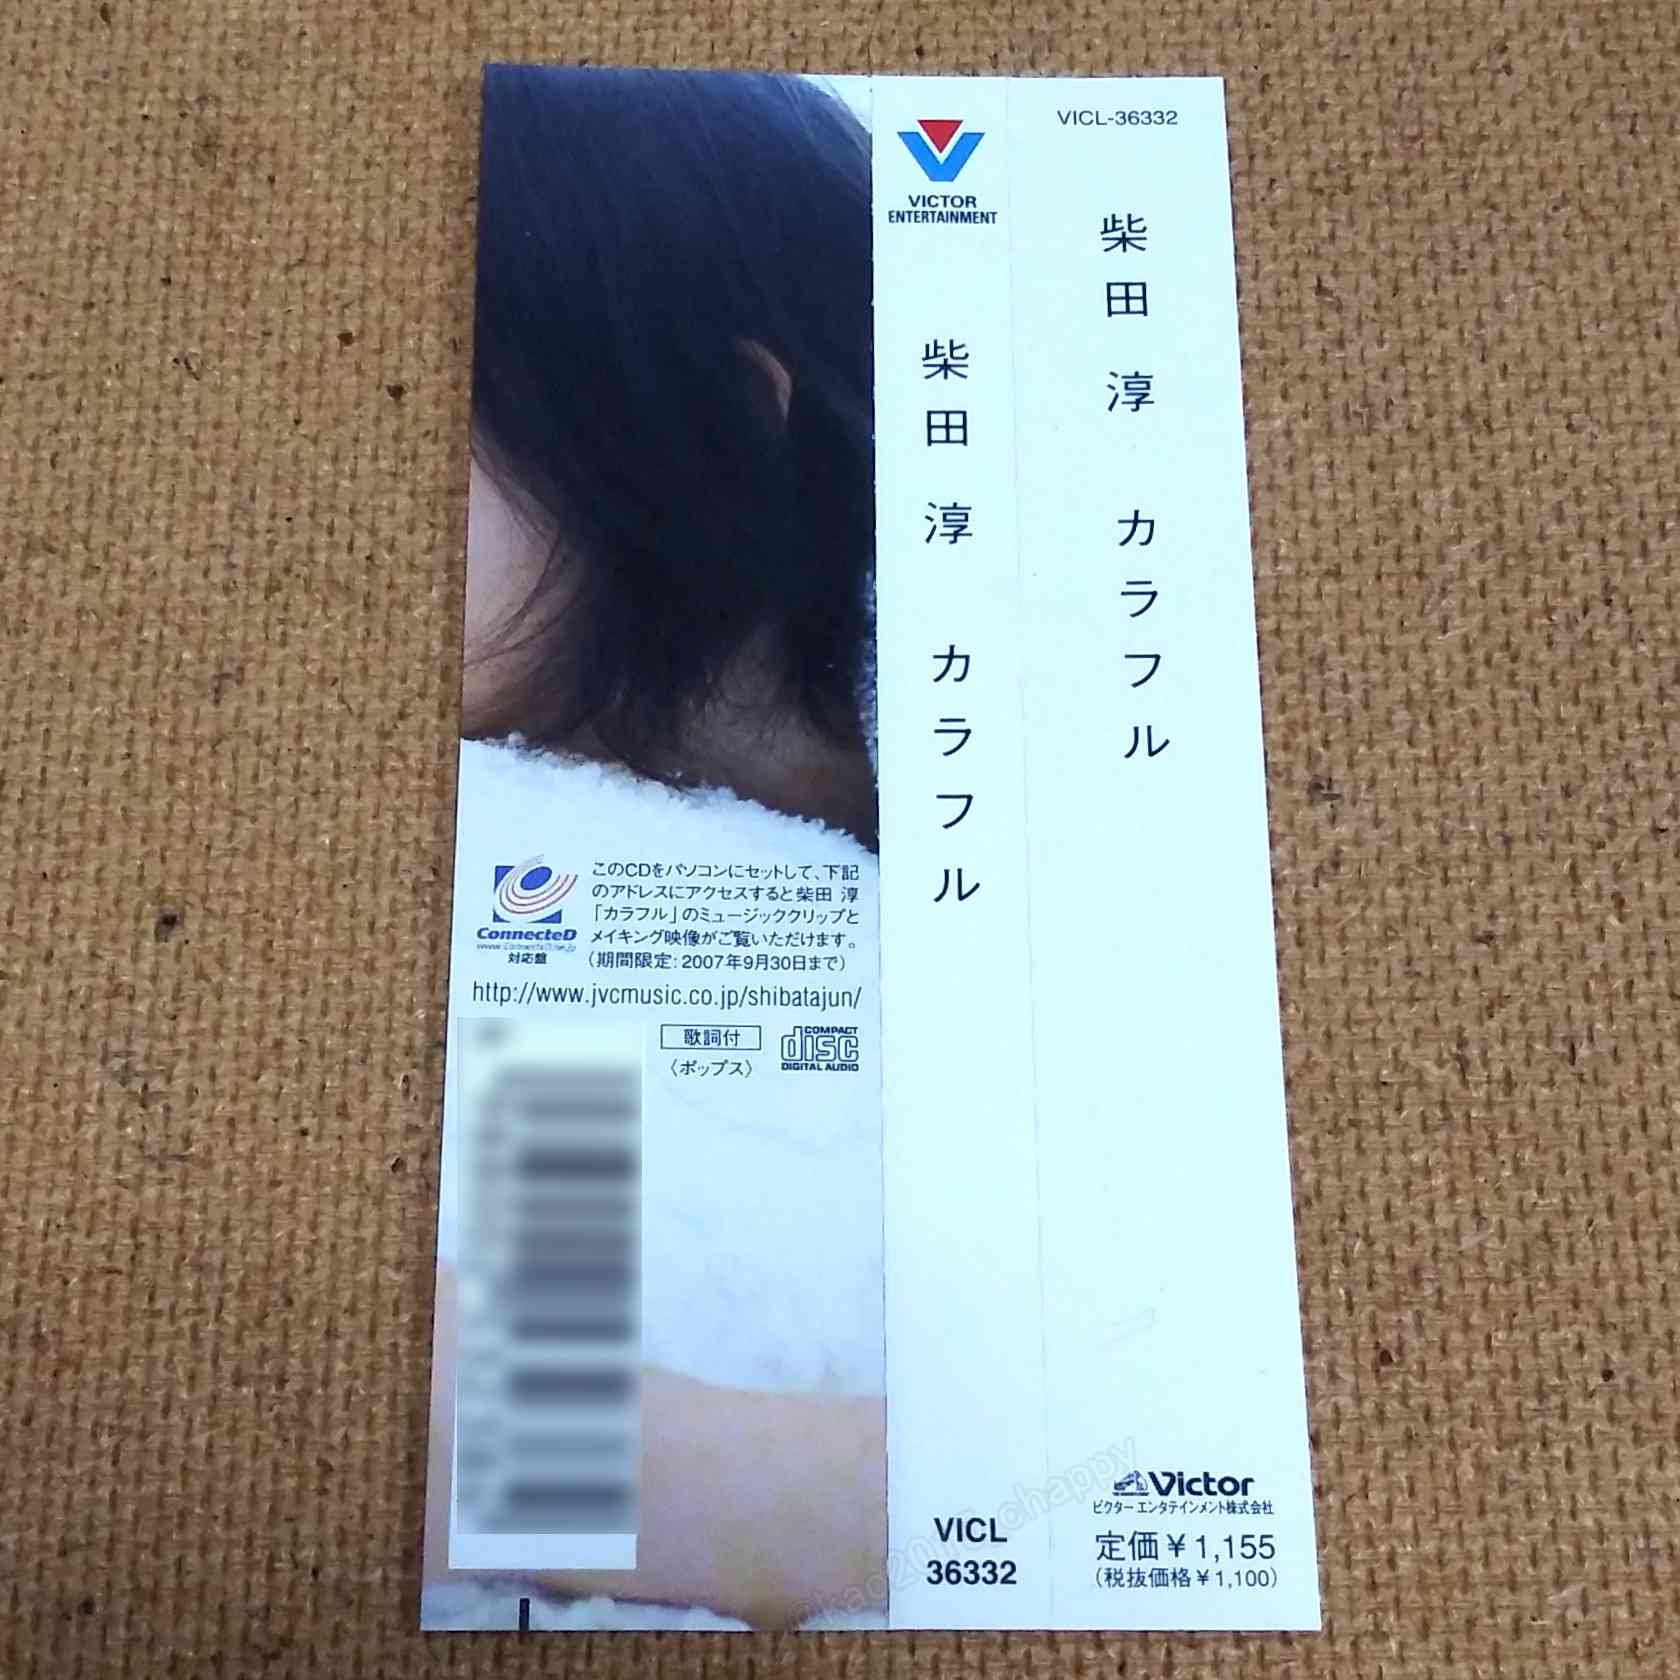 このCDをパソコンにセットして、下記
のアドレスにアクセスすると柴田 淳
「カラフル」のミュージッククリップと
メイキング映像がご覧いただけます。
(期間限定:2007年9月30日まで)
ConnecteD
www.ConnecteD.ne.jp
対応盤
http://www.jvcmusic.co.jp/shibatajun/
歌詞付
〈ポップス〉
COMPACT
disc
DIGITAL AUDIO
VICTOR
ENTERTAINMENT
柴田 淳 カラフル
VICL
36332
VICL-36332
柴田 淳 カラフル
Victor
ビクターエンタテインメント株式会社
定価¥1,155
(税抜価格¥1,100)